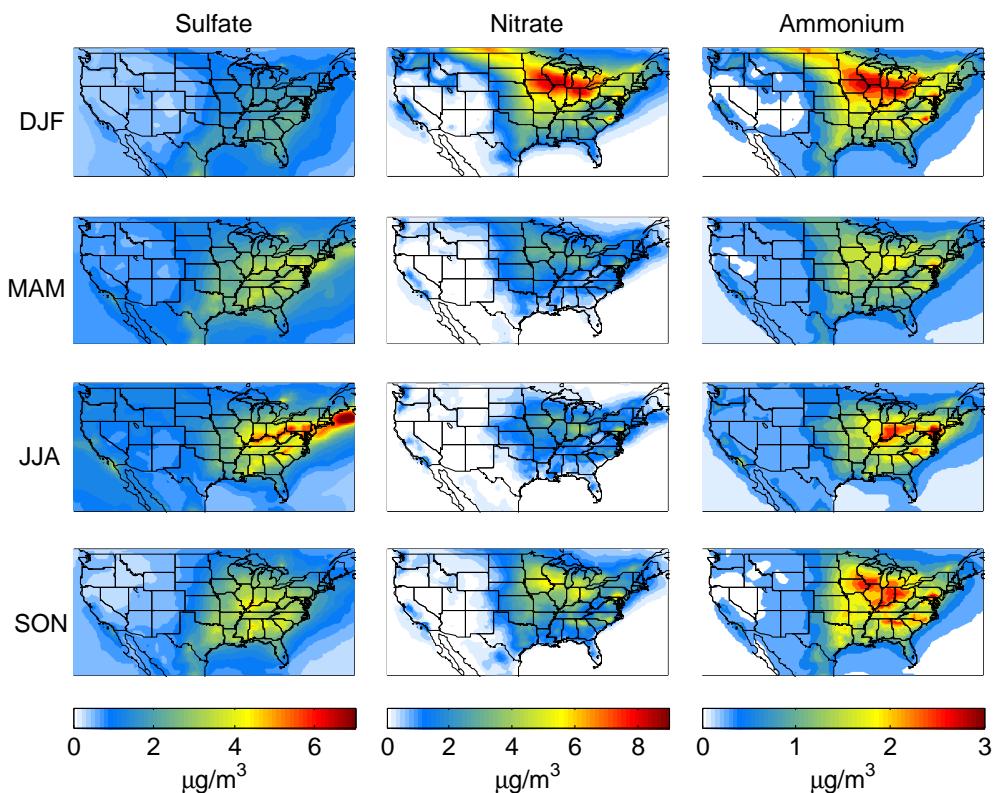 Sulfate Nitrate Ammonium
DJF
MAM
JJA
SON
0 2 4 6 0 2 4 6 8 0 1 2 3
μg/m³ μg/m³ μg/m³